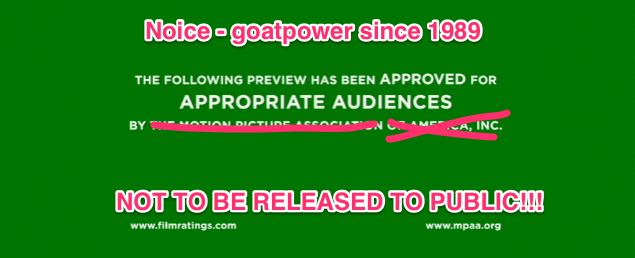 Noice - goatpower since 1989
THE FOLLOWING PREVIEW HAS BEEN APPROVED FOR
APPROPRIATE AUDIENCES
BY THE MOTION PICTURE ASSOCIATION OF AMERICA, INC.
NOT TO BE RELEASED TO PUBLIC!!!
www.filmratings.com www.mpaa.org